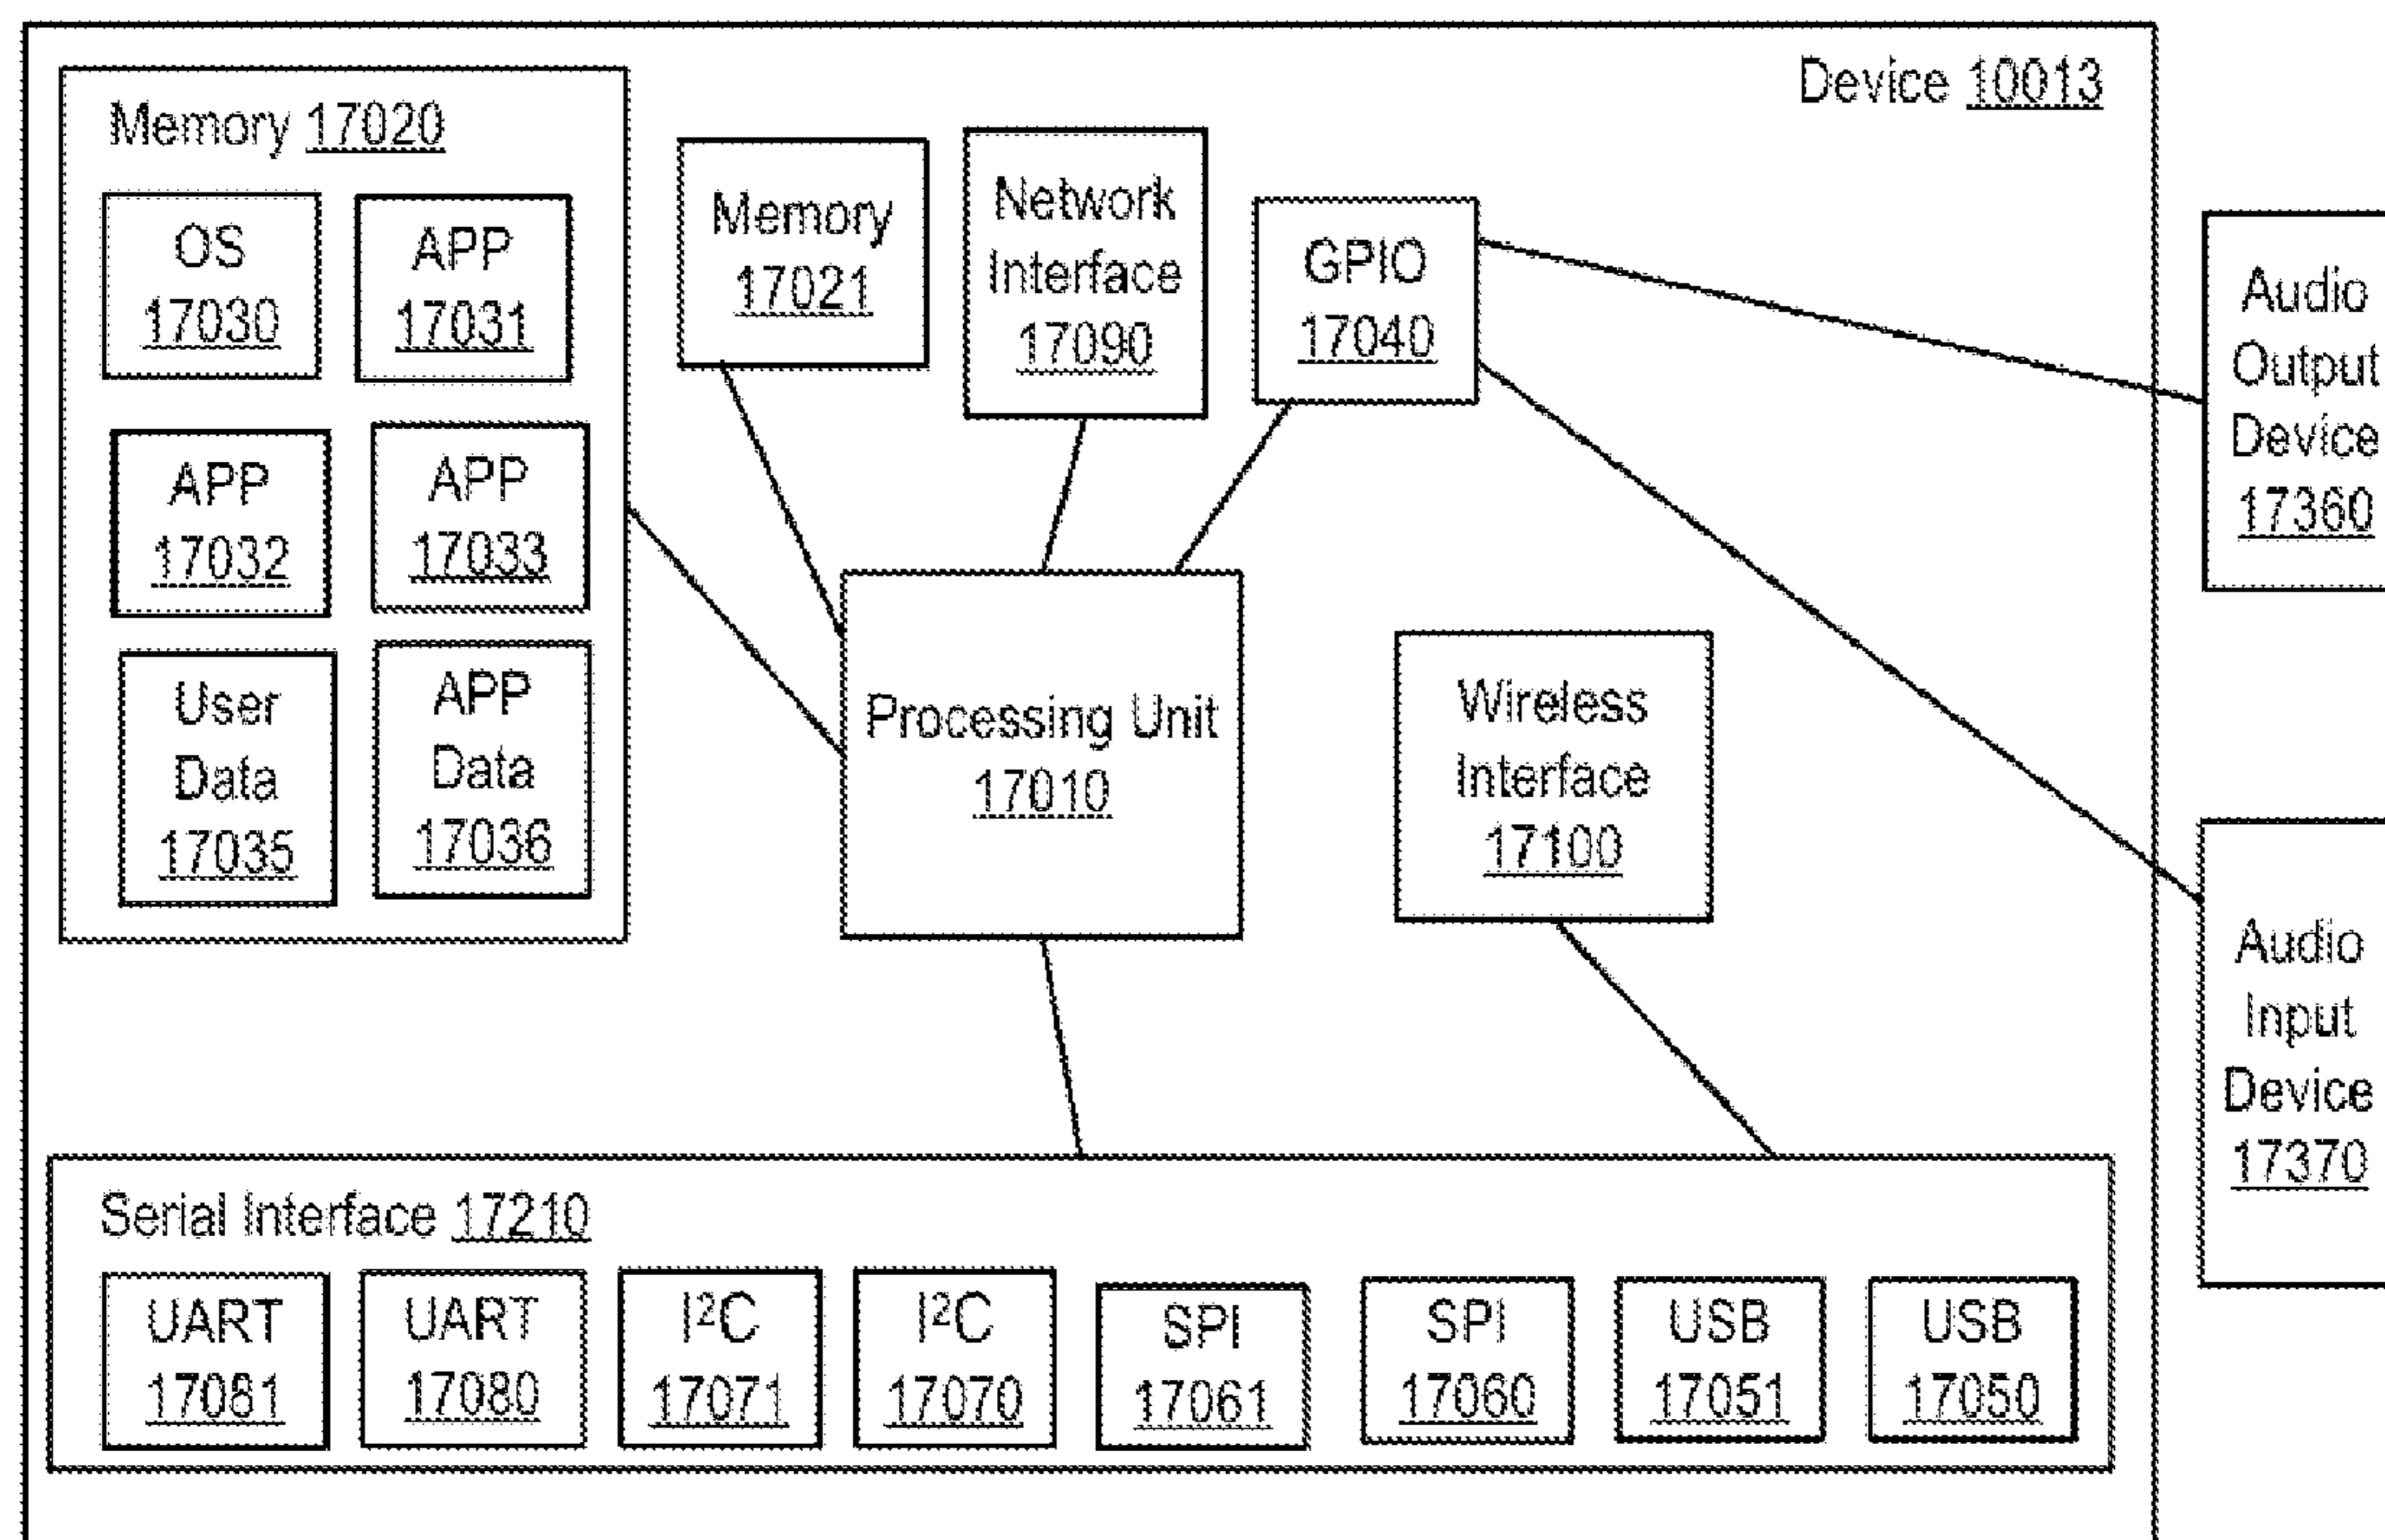 Device 10013
Memory 17020
OS
17030
APP
17031
APP
17032
APP
17033
User
Data
17035
APP
Data
17036
Memory
17021
Network
Interface
17090
GPIO
17040
Audio
Output
Device
17360
Processing Unit
17010
Wireless
Interface
17100
Audio
Input
Device
17370
Serial Interface 17210
UART
17081
UART
17080
I²C
17071
I²C
17070
SPI
17061
SPI
17060
USB
17051
USB
17050